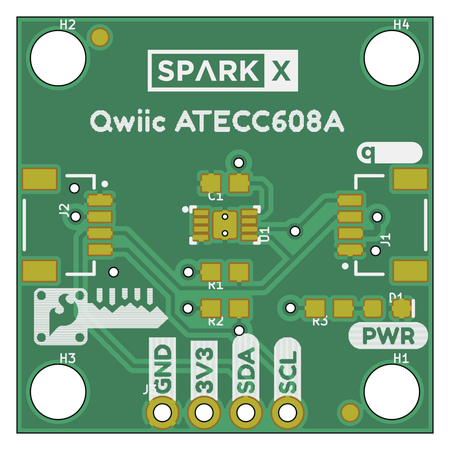 H2
H4
SPARK X
Qwiic ATECC608A
q
C1
J2
U1
J1
R1
R2
R3
D1
PWR
H3
H1
J3
GND
3V3
SDA
SCL